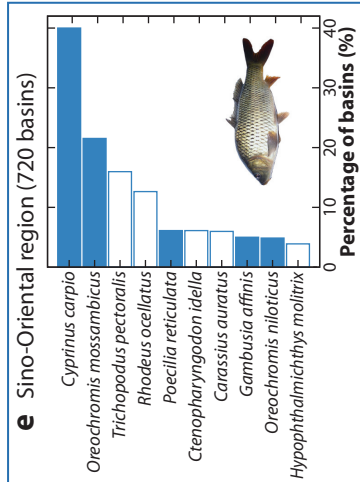 e Sino-Oriental region (720 basins)
Cyprinus carpio
Oreochromis mossambicus
Trichopodus pectoralis
Rhodeus ocellatus
Poecilia reticulata
Ctenopharyngodon idella
Carassius auratus
Gambusia affinis
Oreochromis niloticus
Hypophthalmichthys molitrix
0
10
20
30
40
Percentage of basins (%)